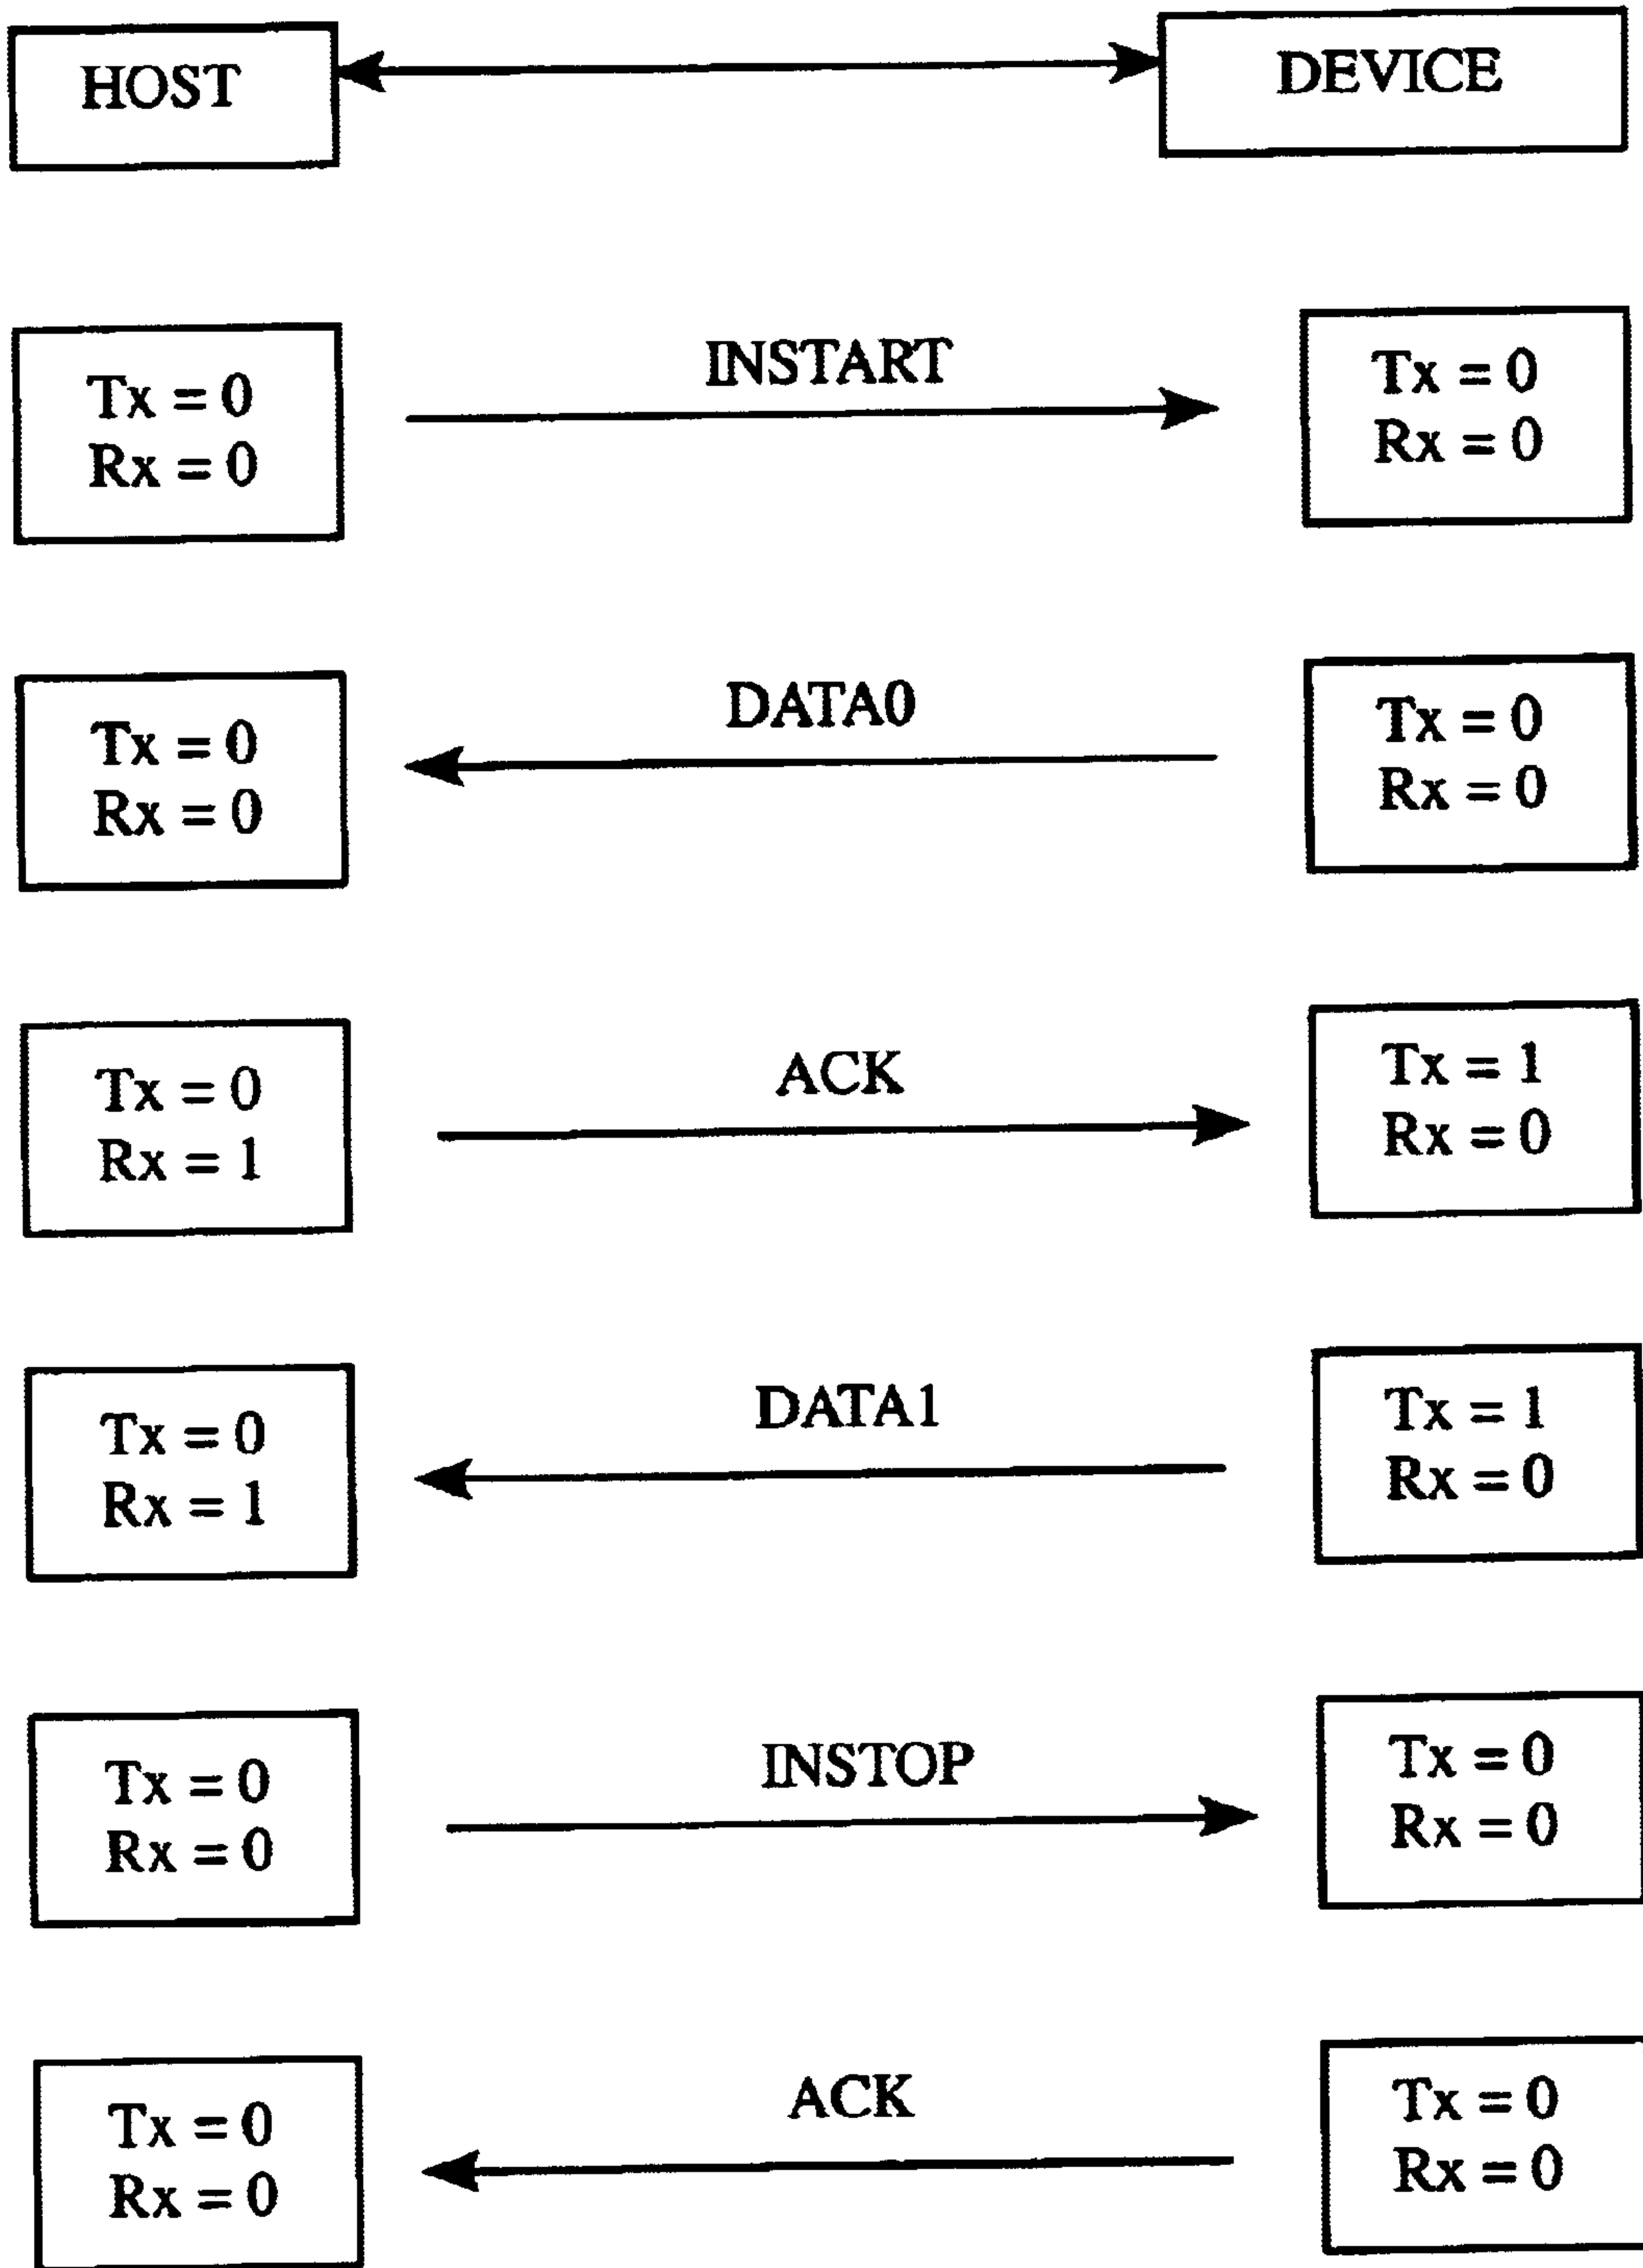 HOST
DEVICE
Tx = 0
Rx = 0
INSTART
Tx = 0
Rx = 0
Tx = 0
Rx = 0
DATA0
Tx = 0
Rx = 0
Tx = 0
Rx = 1
ACK
Tx = 1
Rx = 0
Tx = 0
Rx = 1
DATA1
Tx = 1
Rx = 0
Tx = 0
Rx = 0
INSTOP
Tx = 0
Rx = 0
Tx = 0
Rx = 0
ACK
Tx = 0
Rx = 0